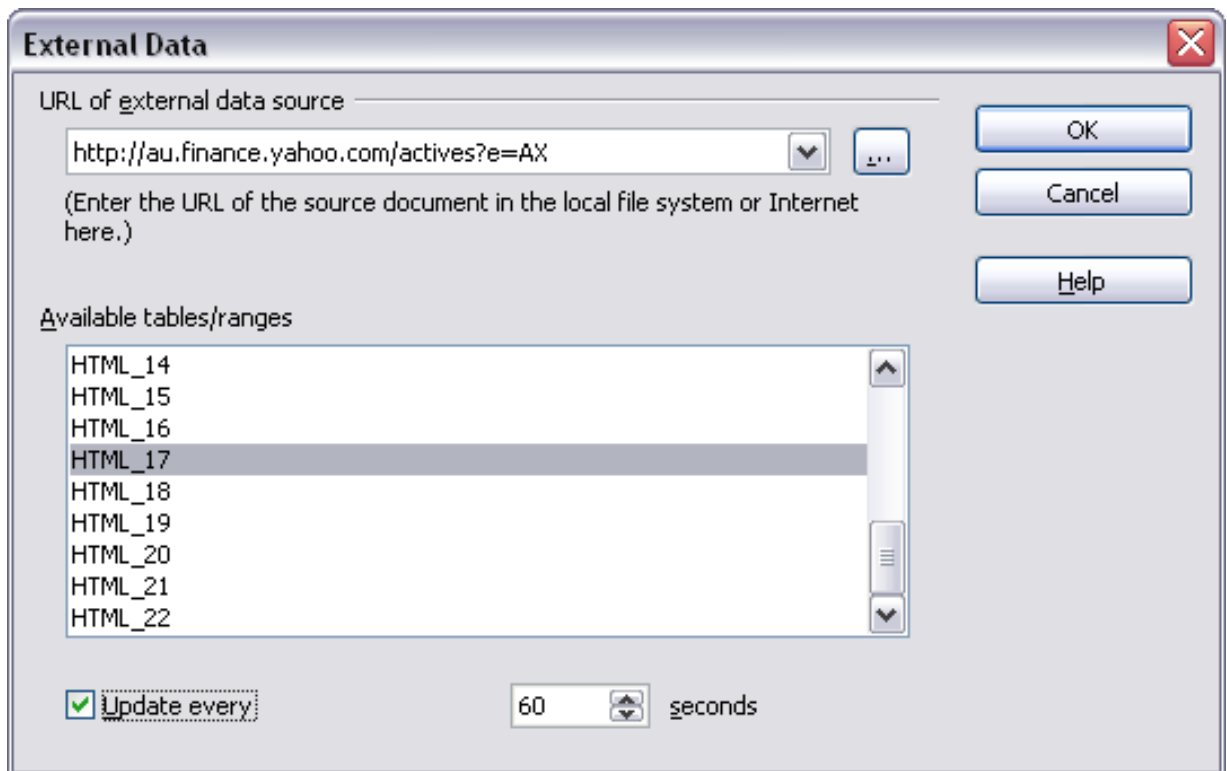 External Data
URL of external data source
http://au.finance.yahoo.com/actives?e=AX
...
(Enter the URL of the source document in the local file system or Internet
here.)
OK
Cancel
Help
Available tables/ranges
HTML_14
HTML_15
HTML_16
HTML_17
HTML_18
HTML_19
HTML_20
HTML_21
HTML_22
Update every 60 seconds